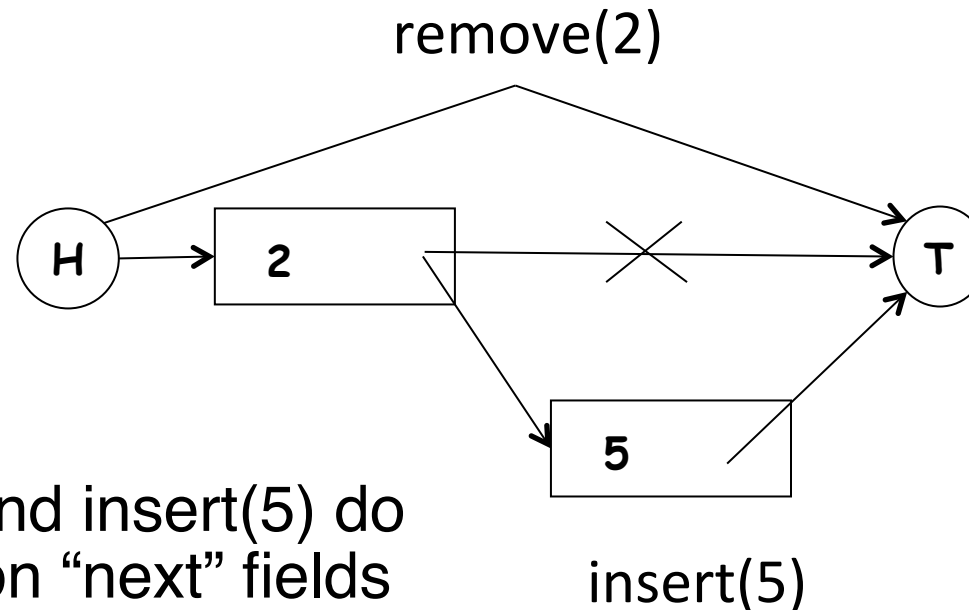 remove(2)
H
2
T
5
nd insert(5) do
on “next” fields
insert(5)